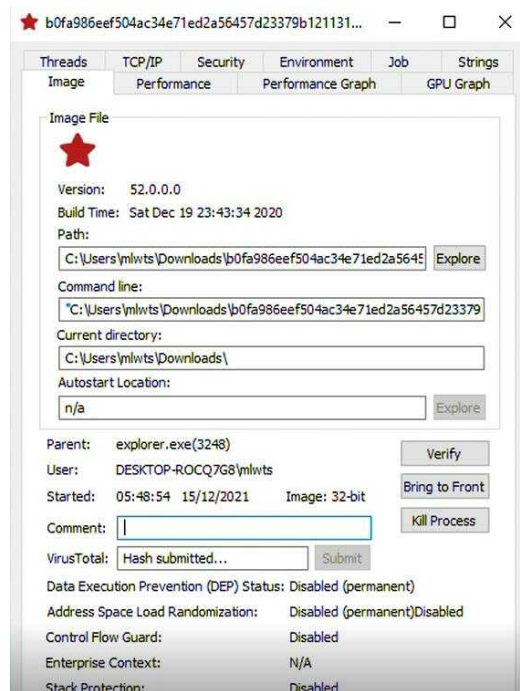 b0fa986eef504ac34e71ed2a56457d23379b121131...
Threads TCP/IP Security Environment Job Strings
Image Performance Performance Graph GPU Graph
Image File
Version: 52.0.0.0
Build Time: Sat Dec 19 23:43:34 2020
Path:
C:\Users\mlwts\Downloads\b0fa986eef504ac34e71ed2a5645 Explore
Command line:
"C:\Users\mlwts\Downloads\b0fa986eef504ac34e71ed2a56457d23379
Current directory:
C:\Users\mlwts\Downloads\
Autostart Location:
n/a Explore
Parent: explorer.exe(3248)
Verify
User: DESKTOP-ROCQ7G8\mlwts
Bring to Front
Started: 05:48:54 15/12/2021 Image: 32-bit
Comment: Kill Process
VirusTotal: Hash submitted... Submit
Data Execution Prevention (DEP) Status: Disabled (permanent)
Address Space Load Randomization: Disabled (permanent)Disabled
Control Flow Guard: Disabled
Enterprise Context: N/A
Stack Protection: Disabled